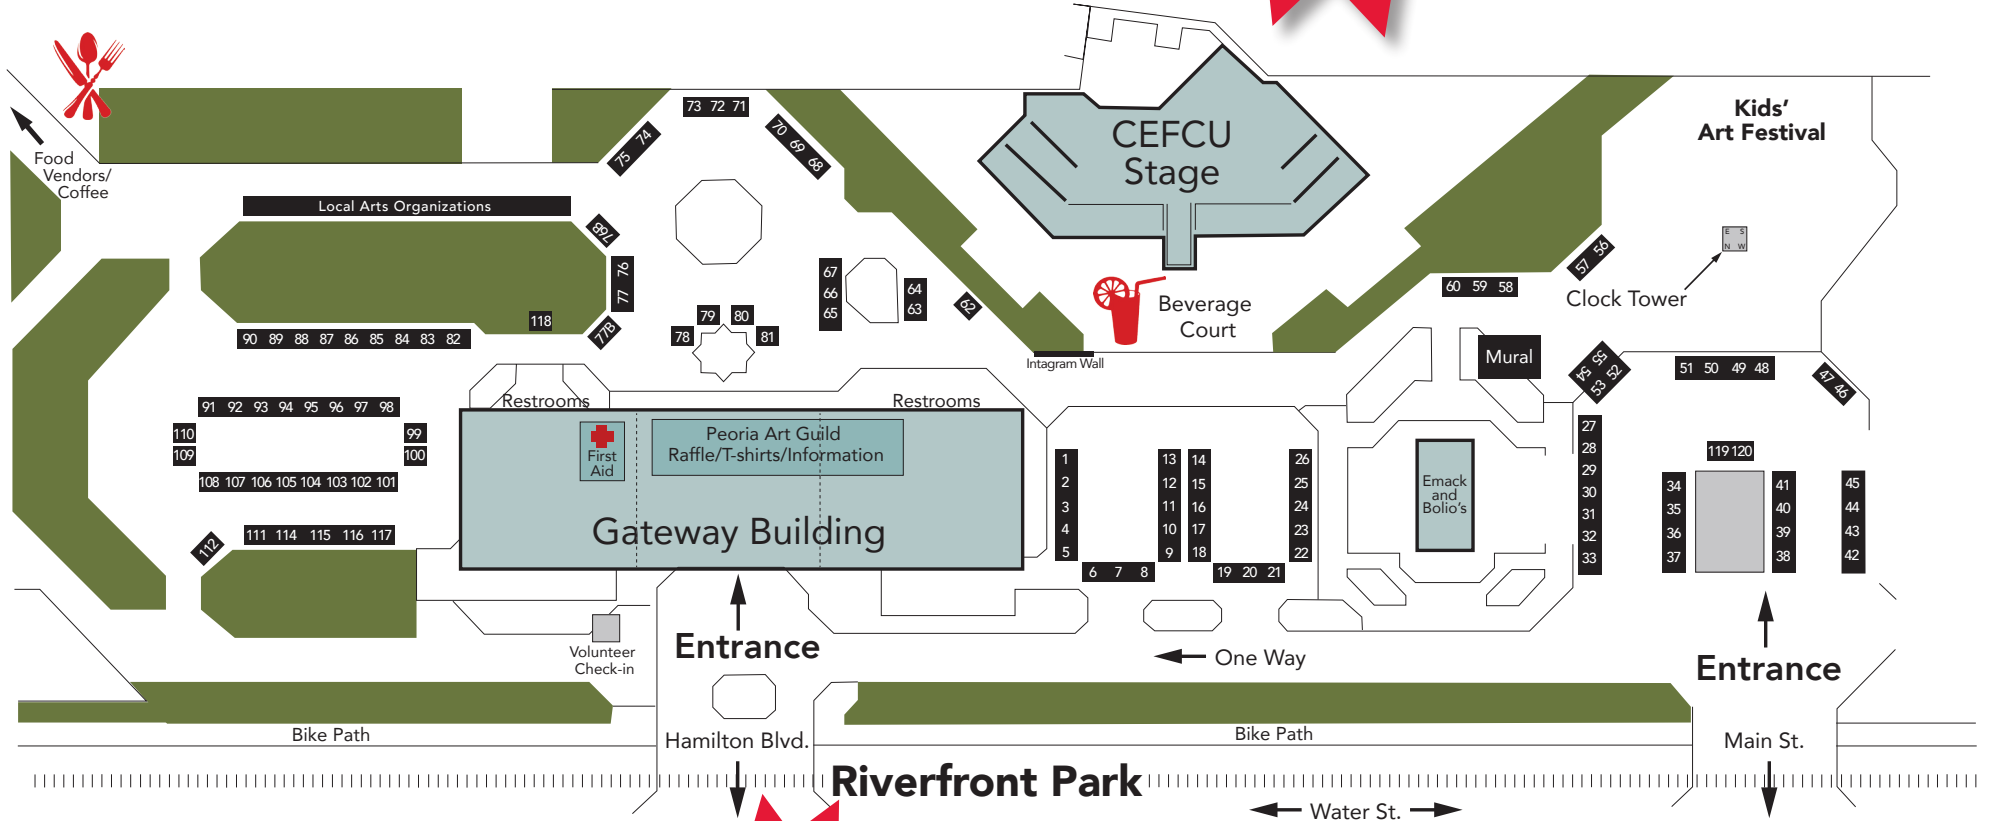 Kids'
Art Festival
CEFCU
Stage
73 72 71
75 74
70 69 68
Food
Vendors/
Coffee
Local Arts Organizations
76B
76
77
77B
118
90 89 88 87 86 85 84 83 82
67
66
65
64
63
62
79 80
78 81
Beverage
Court
Intagram Wall
E S
N W
Clock Tower
57 56
60 59 58
Mural
55
54
53 52
51 50 49 48
47 46
91 92 93 94 95 96 97 98
110
109
99
100
108 107 106 105 104 103 102 101
111 114 115 116 117
112
Restrooms
Restrooms
First
Aid
Peoria Art Guild
Raffle/T-shirts/Information
Gateway Building
1
2
3
4
5
6 7 8
13
12
11
10
9
14
15
16
17
18
19 20 21
26
25
24
23
22
Emack
and
Bolio's
27
28
29
30
31
32
33
119 120
34
35
36
37
41
40
39
38
45
44
43
42
Volunteer
Check-in
Entrance
One Way
Entrance
Bike Path
Hamilton Blvd.
Bike Path
Main St.
Riverfront Park
Water St.